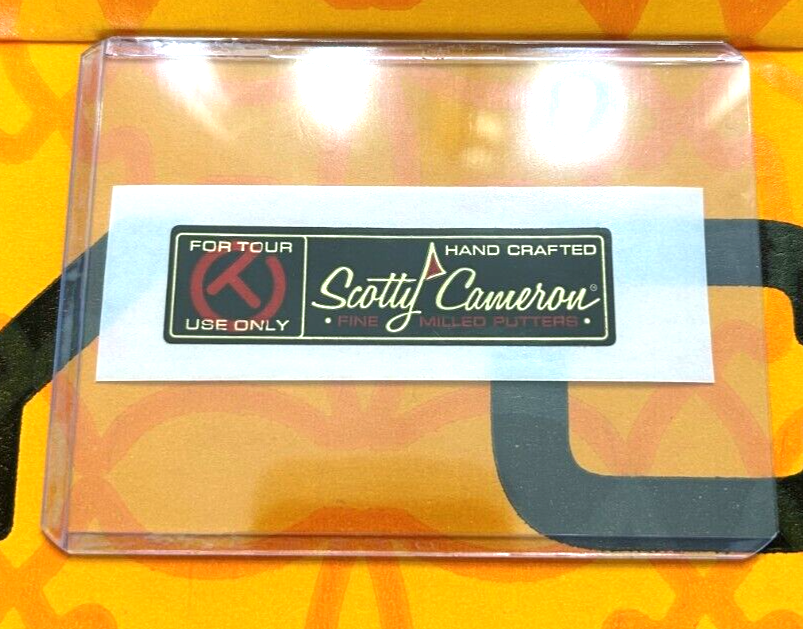 FOR TOUR
USE ONLY
HAND CRAFTED
Scotty Cameron®
• FINE MILLED PUTTERS •